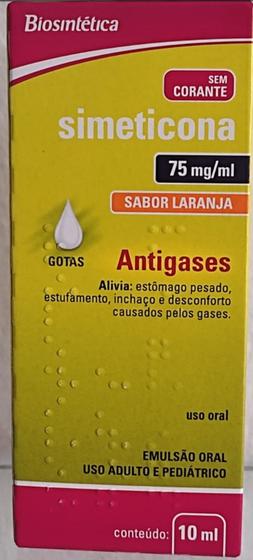 Biosintética
SEM
CORANTE
simeticona
75 mg/ml
SABOR LARANJA
GOTAS
Antigases
Alivia: estômago pesado,
estufamento, inchaço e desconforto
causados pelos gases.
uso oral
EMULSÃO ORAL
USO ADULTO E PEDIÁTRICO
conteúdo: 10 ml